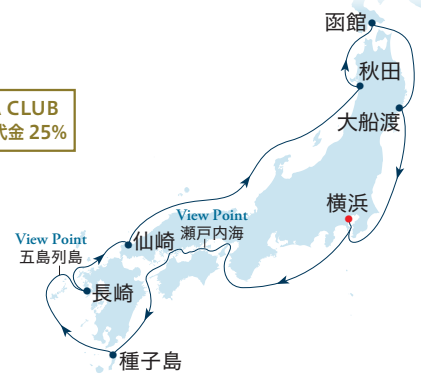 函館
秋田
CLUB
代金 25%
大船渡
横浜
View Point
瀬戸内海
仙崎
View Point
五島列島
長崎
種子島